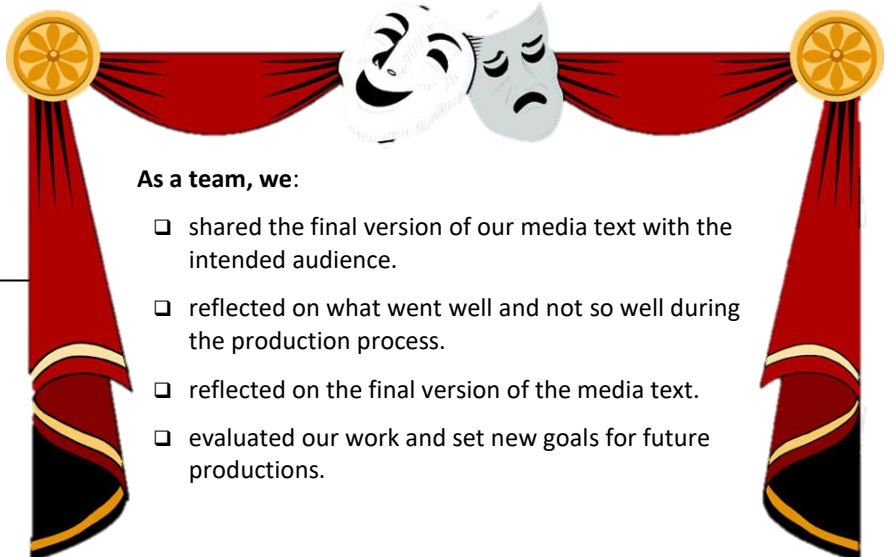 As a team, we:
❑ shared the final version of our media text with the
intended audience.
❑ reflected on what went well and not so well during
the production process.
❑ reflected on the final version of the media text.
❑ evaluated our work and set new goals for future
productions.